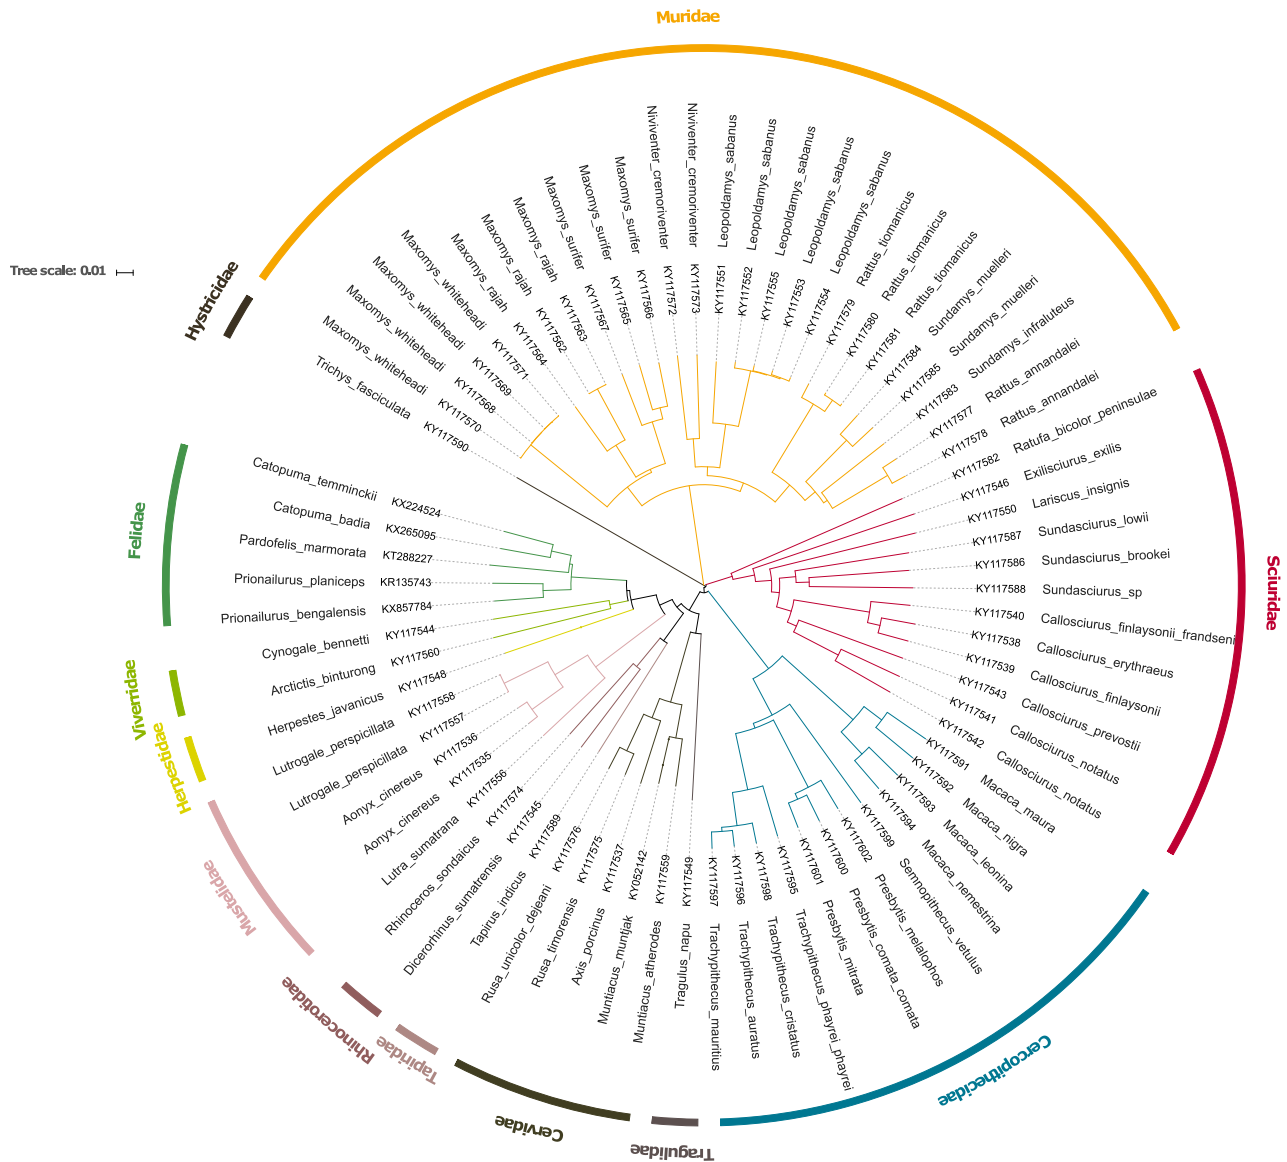 Muridae
Tree scale: 0.01
Hystricidae
Felidae
Viverridae
Herpestidae
Mustelidae
Rhinocerotidae
Tapiridae
Cervidae
Tragulidae
Cercopithecidae
Sciuridae
Trichys_fasciculata KY117590
Maxomys_whiteheadi KY117570
Maxomys_whiteheadi KY117568
Maxomys_whiteheadi KY117569
Maxomys_whiteheadi KY117571
Maxomys_rajah KY117564
Maxomys_rajah KY117562
Maxomys_rajah KY117563
Maxomys_surifer KY117567
Maxomys_surifer KY117565
Maxomys_surifer KY117566
Niviventer_cremoriventer KY117572
Niviventer_cremoriventer KY117573
KY117551 Leopoldamys_sabanus
KY117552 Leopoldamys_sabanus
KY117555 Leopoldamys_sabanus
KY117553 Leopoldamys_sabanus
KY117554 Leopoldamys_sabanus
KY117579 Rattus_tiomanicus
KY117580 Rattus_tiomanicus
KY117581 Rattus_tiomanicus
KY117584 Sundamys_muelleri
KY117585 Sundamys_muelleri
KY117583 Sundamys_infraluteus
KY117577 Rattus_annandalei
KY117578 Rattus_annandalei
KY117582 Ratufa_bicolor_peninsulae
KY117546 Exilisciurus_exilis
KY117550 Lariscus_insignis
KY117587 Sundasciurus_lowii
KY117586 Sundasciurus_brookei
KY117588 Sundasciurus_sp
KY117540 Callosciurus_finlaysonii_frandseni
KY117538 Callosciurus_erythraeus
KY117539 Callosciurus_finlaysonii
KY117543 Callosciurus_prevostii
KY117541 Callosciurus_notatus
KY117542 Callosciurus_notatus
KY117591 Macaca_maura
KY117592 Macaca_nigra
KY117593 Macaca_leonina
KY117594 Macaca_nemestrina
KY117599 Semnopithecus_vetulus
KY117602 Presbytis_melalophos
KY117600 Presbytis_comata_comata
KY117601 Presbytis_mitrata
KY117595 Trachypithecus_phayrei_phayrei
KY117598 Trachypithecus_cristatus
KY117596 Trachypithecus_auratus
KY117597 Trachypithecus_mauritius
Tragulus_napu KY117549
Muntiacus_atherodes KY117559
Muntiacus_muntjak KY052142
Axis_porcinus KY117537
Rusa_timorensis KY117575
Rusa_unicolor_dejeani KY117576
Tapirus_indicus KY117589
Dicerorhinus_sumatrensis KY117545
Rhinoceros_sondaicus KY117574
Lutra_sumatrana KY117556
Aonyx_cinereus KY117535
Aonyx_cinereus KY117536
Lutrogale_perspicillata KY117557
Lutrogale_perspicillata KY117558
Herpestes_javanicus KY117548
Arctictis_binturong KY117560
Cynogale_bennetti KY117544
Prionailurus_bengalensis KX857784
Prionailurus_planiceps KR135743
Pardofelis_marmorata KT288227
Catopuma_badia KX265095
Catopuma_temminckii KX224524